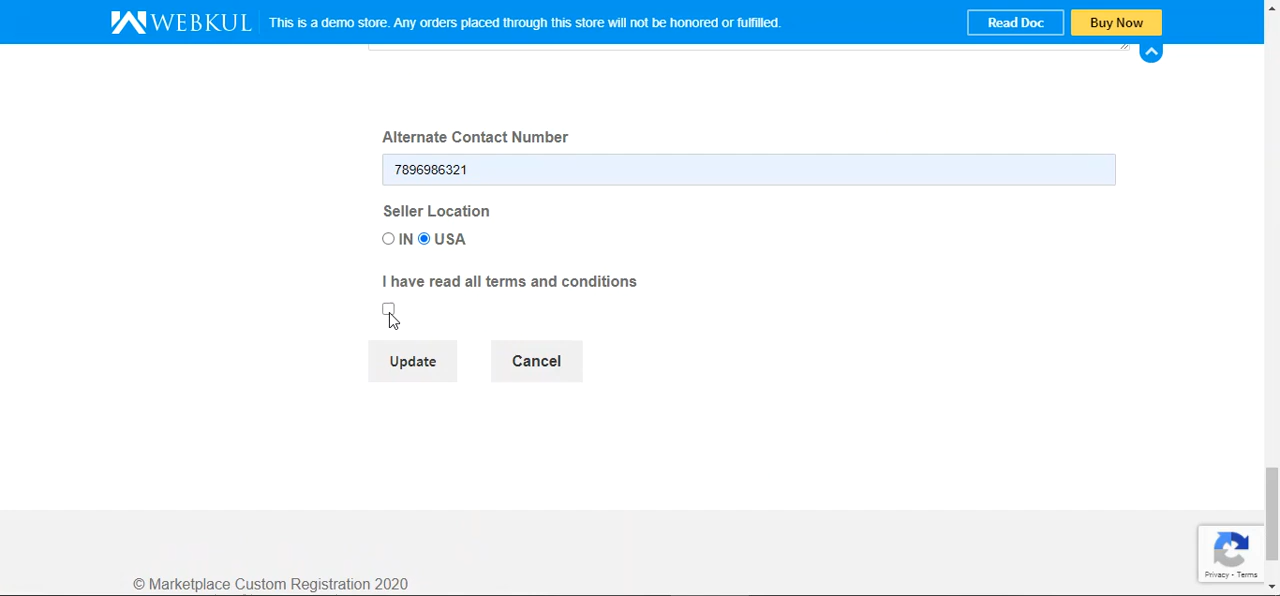 WEBKUL This is a demo store. Any orders placed through this store will not be honored or fulfilled. Read Doc Buy Now
Alternate Contact Number
7896986321
Seller Location
IN USA
I have read all terms and conditions
Update Cancel
Privacy - Terms
© Marketplace Custom Registration 2020